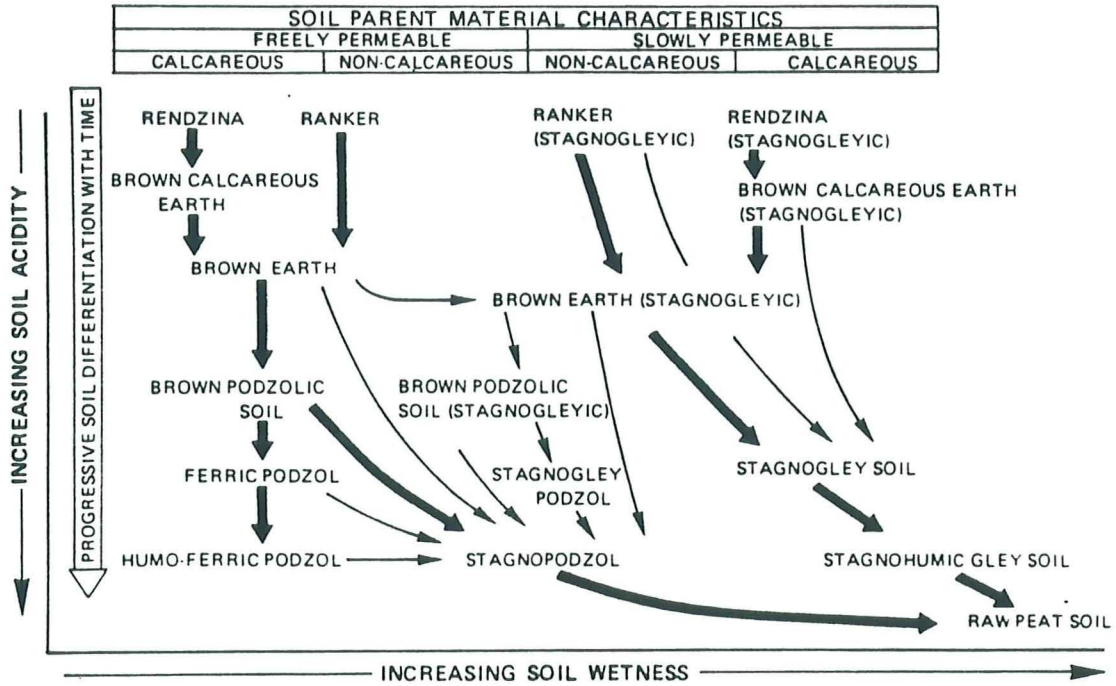 SOIL PARENT MATERIAL CHARACTERISTICS
FREELY PERMEABLE
SLOWLY PERMEABLE
CALCAREOUS
NON-CALCAREOUS
NON-CALCAREOUS
CALCAREOUS
INCREASING SOIL ACIDITY
PROGRESSIVE SOIL DIFFERENTIATION WITH TIME
RENDZINA
RANKER
RANKER
(STAGNOGLEYIC)
RENDZINA
(STAGNOGLEYIC)
BROWN CALCAREOUS
EARTH
BROWN CALCAREOUS EARTH
(STAGNOGLEYIC)
BROWN EARTH
BROWN EARTH (STAGNOGLEYIC)
BROWN PODZOLIC
SOIL
BROWN PODZOLIC
SOIL (STAGNOGLEYIC)
FERRIC PODZOL
STAGNOGLEY
PODZOL
STAGNOGLEY SOIL
HUMO-FERRIC PODZOL
STAGNOPODZOL
STAGNOHUMIC GLEY SOIL
RAW PEAT SOIL
INCREASING SOIL WETNESS